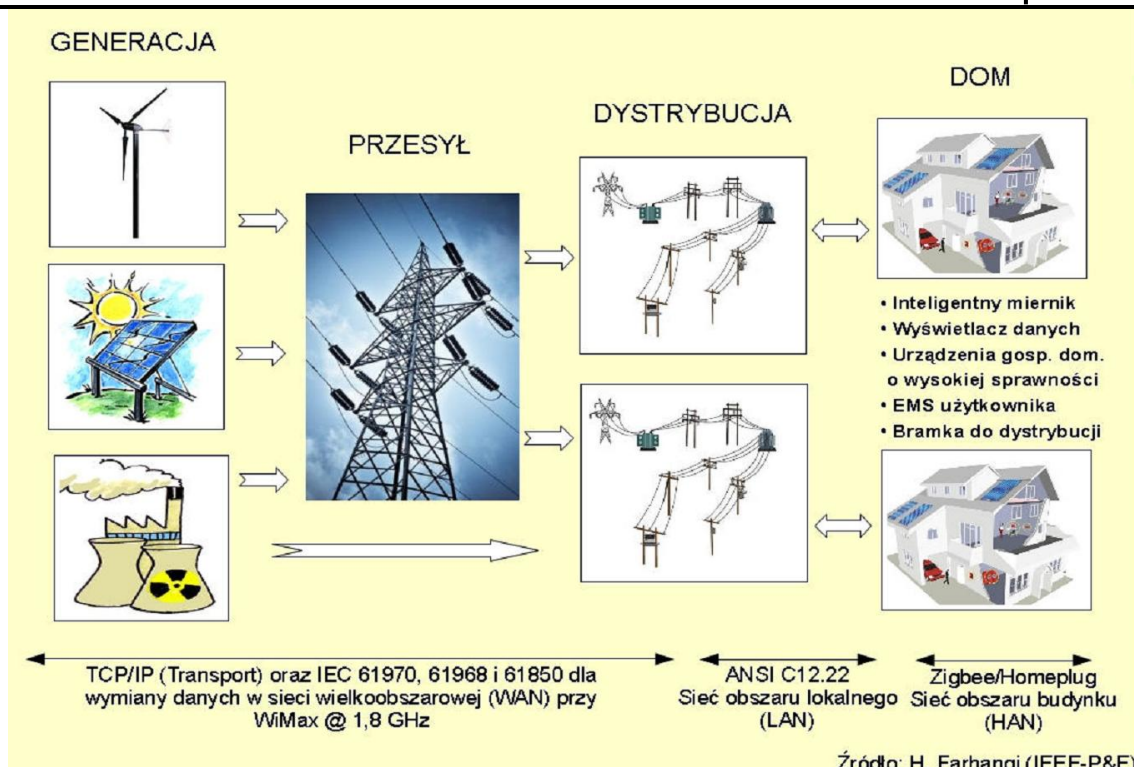 GENERACJA
PRZESYŁ
DYSTRYBUCJA
DOM
• Inteligentny miernik
• Wyświetlacz danych
• Urządzenia gosp. dom.
o wysokiej sprawności
• EMS użytkownika
• Bramka do dystrybucji
TCP/IP (Transport) oraz IEC 61970, 61968 i 61850 dla
wymiany danych w sieci wielkoobszarowej (WAN) przy
WiMax @ 1,8 GHz
ANSI C12.22
Sieć obszaru lokalnego
(LAN)
Zigbee/Homeplug
Sieć obszaru budynku
(HAN)
Źródło: H. Farhangi (IEEE-P&E)